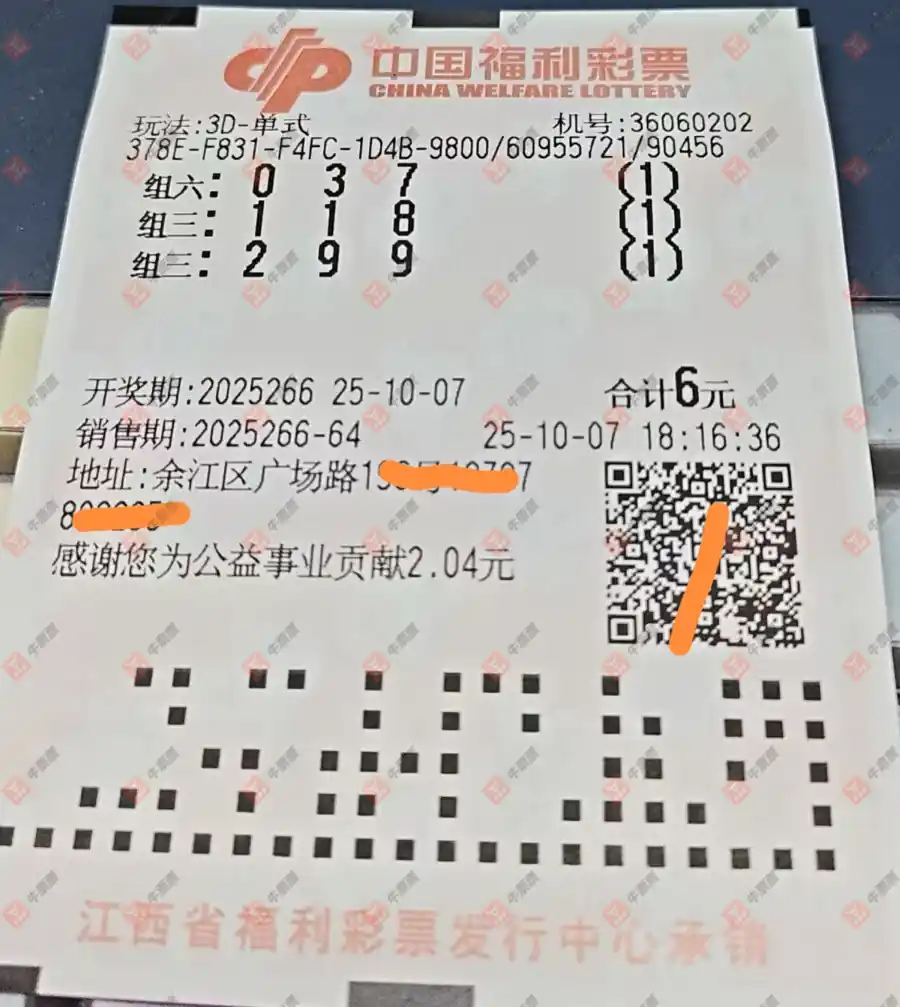 中国福利彩票
CHINA WELFARE LOTTERY
玩法:3D-单式 机号:36060202
378E-F831-F4FC-1D4B-9800/60955721/90456
组六: 0 3 7 (1)
组三: 1 1 8 (1)
组三: 2 9 9 (1)
开奖期:2025266 25-10-07 合计6元
销售期:2025266-64 25-10-07 18:16:36
地址:余江区广场路1
8
感谢您为公益事业贡献2.04元
江西省福利彩票发行中心承销
牛票票